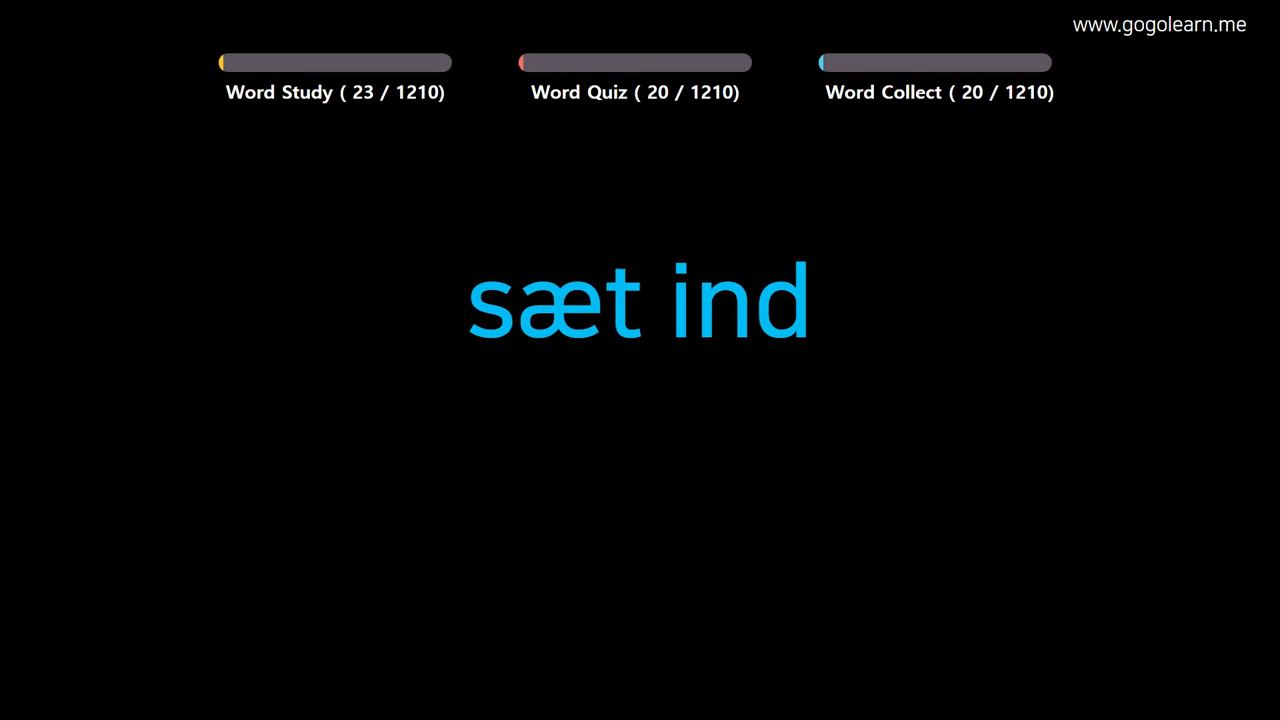 www.gogolearn.me
Word Study ( 23 / 1210)
Word Quiz ( 20 / 1210)
Word Collect ( 20 / 1210)
sæt ind